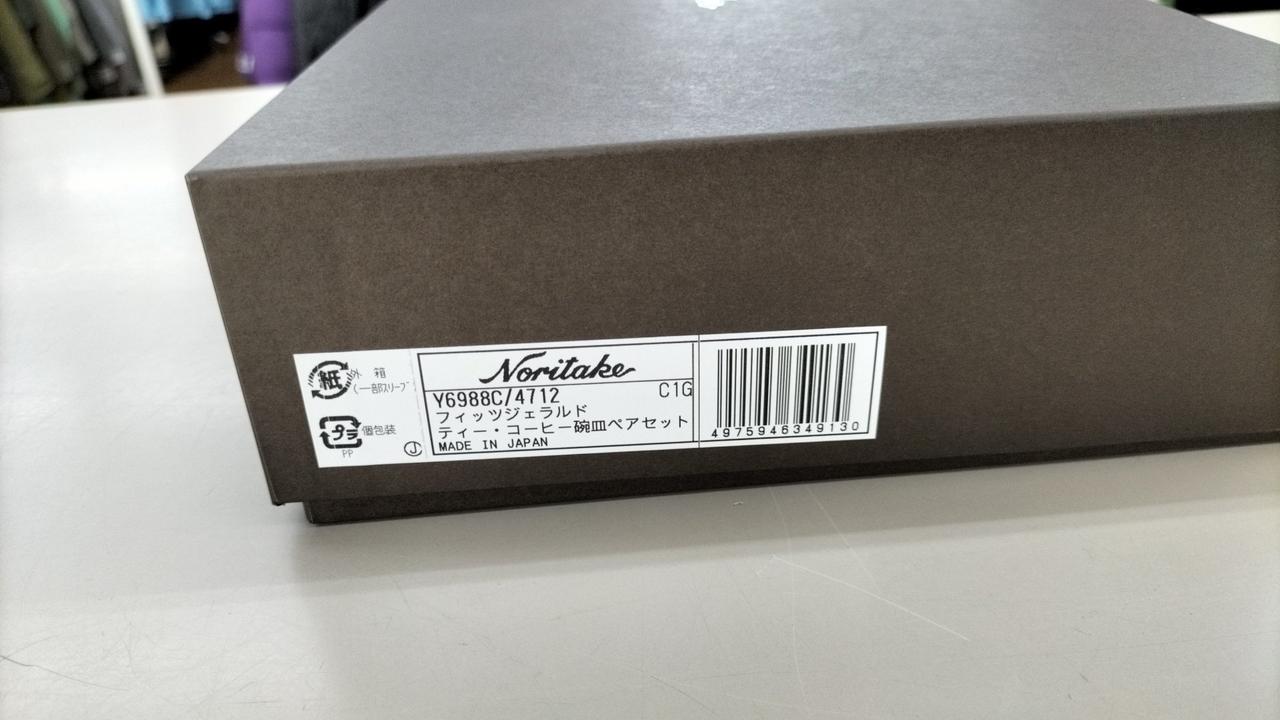 紙
外 箱
(一部スリーブ
プラ
個包装
PP
J
Noritake
Y6988C/4712 C1G
フィッツジェラルド
ティー・コーヒー碗皿ペアセット
MADE IN JAPAN
4975946349130